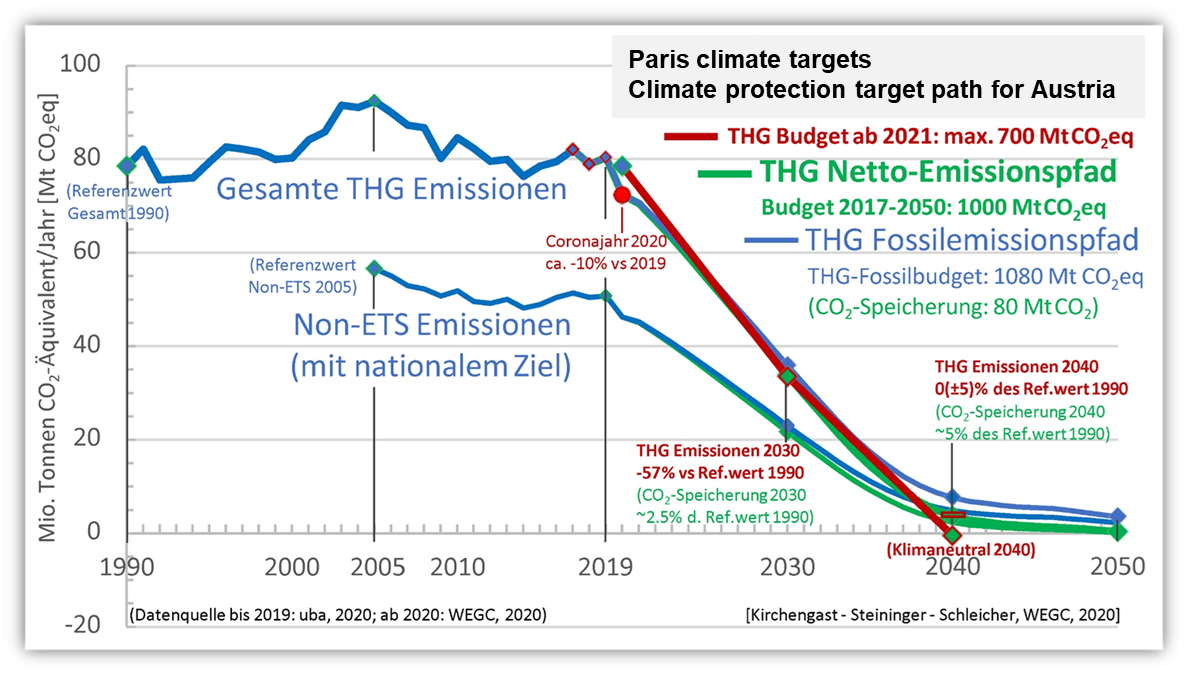 Paris climate targets
Climate protection target path for Austria
THG Budget ab 2021: max. 700 Mt CO₂eq
THG Netto-Emissionspfad
Budget 2017-2050: 1000 Mt CO₂eq
THG Fossilemissionspfad
THG-Fossilbudget: 1080 Mt CO₂eq
(CO₂-Speicherung: 80 Mt CO₂)
Mio. Tonnen CO₂-Äquivalent/Jahr [Mt CO₂eq]
100
80
60
40
20
0
-20
(Referenzwert
Gesamt 1990)
Gesamte THG Emissionen
Coronajahr 2020
ca. -10% vs 2019
(Referenzwert
Non-ETS 2005)
Non-ETS Emissionen
(mit nationalem Ziel)
THG Emissionen 2040
0(±5)% des Ref.wert 1990
(CO₂-Speicherung 2040
~5% des Ref.wert 1990)
THG Emissionen 2030
-57% vs Ref.wert 1990
(CO₂-Speicherung 2030
~2.5% d. Ref.wert 1990)
(Klimaneutral 2040)
1990 2000 2005 2010 2019 2030 2040 2050
(Datenquelle bis 2019: uba, 2020; ab 2020: WEGC, 2020)
[Kirchengast - Steininger - Schleicher, WEGC, 2020]